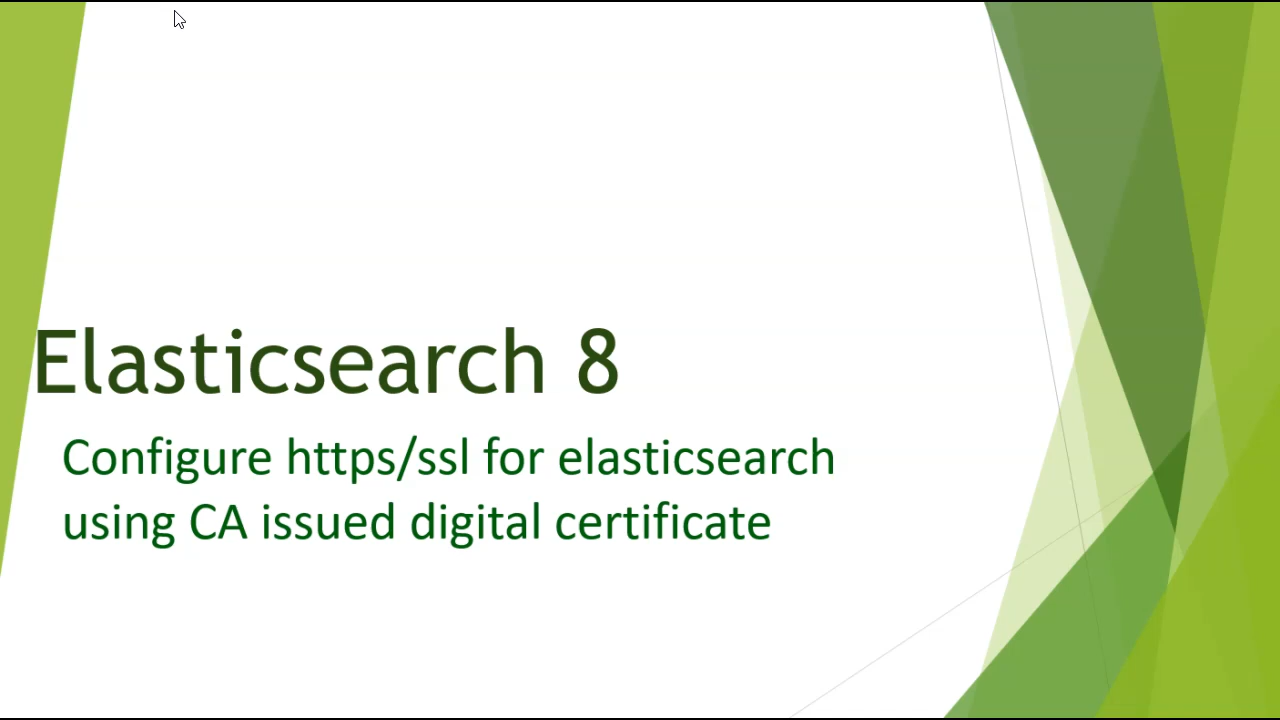 Elasticsearch 8
Configure https/ssl for elasticsearch
using CA issued digital certificate